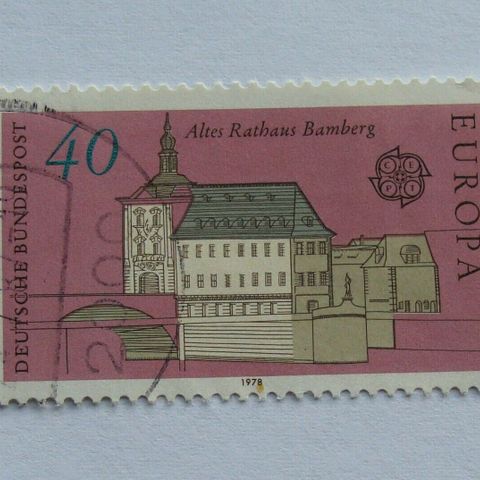 DEUTSCHE BUNDESPOST
40
Altes Rathaus Bamberg
CEPT
EUROPA
1978